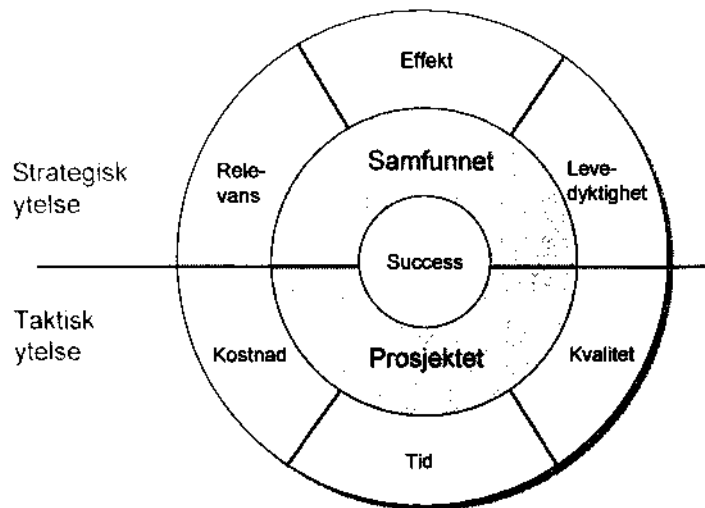 Effekt
Strategisk
ytelse
Rele-
vans
Samfunnet
Leve-
dyktighet
Success
Taktisk
ytelse
Kostnad
Prosjektet
Kvalitet
Tid